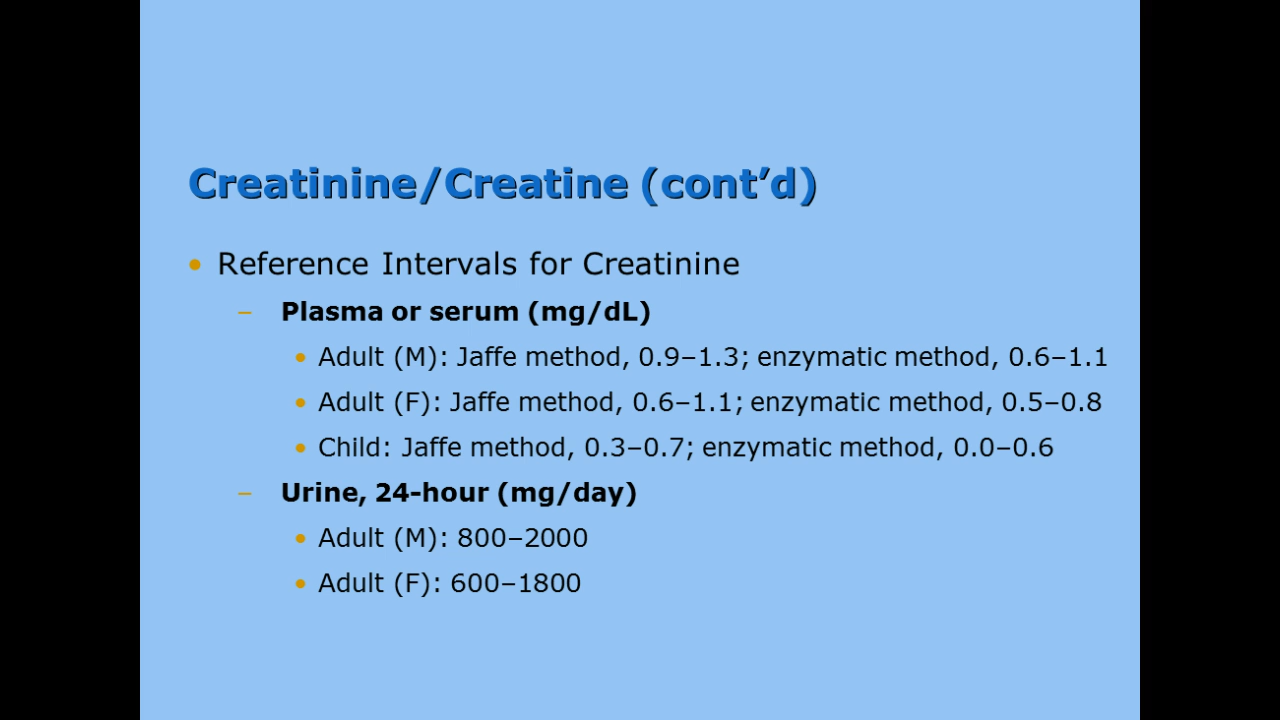 Creatinine/Creatine (cont’d)
• Reference Intervals for Creatinine
– Plasma or serum (mg/dL)
• Adult (M): Jaffe method, 0.9–1.3; enzymatic method, 0.6–1.1
• Adult (F): Jaffe method, 0.6–1.1; enzymatic method, 0.5–0.8
• Child: Jaffe method, 0.3–0.7; enzymatic method, 0.0–0.6
– Urine, 24-hour (mg/day)
• Adult (M): 800–2000
• Adult (F): 600–1800